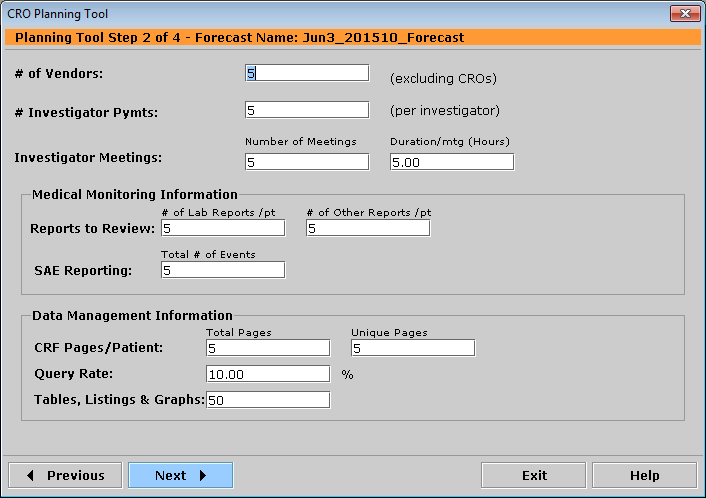 CRO Planning Tool
Planning Tool Step 2 of 4 - Forecast Name: Jun3_201510_Forecast
# of Vendors: 5 (excluding CROs)
# Investigator Pymts: 5 (per investigator)
Number of Meetings Duration/mtg (Hours)
Investigator Meetings: 5 5.00
Medical Monitoring Information
# of Lab Reports /pt # of Other Reports /pt
Reports to Review: 5 5
Total # of Events
SAE Reporting: 5
Data Management Information
Total Pages Unique Pages
CRF Pages/Patient: 5 5
Query Rate: 10.00 %
Tables, Listings & Graphs: 50
Previous Next Exit Help